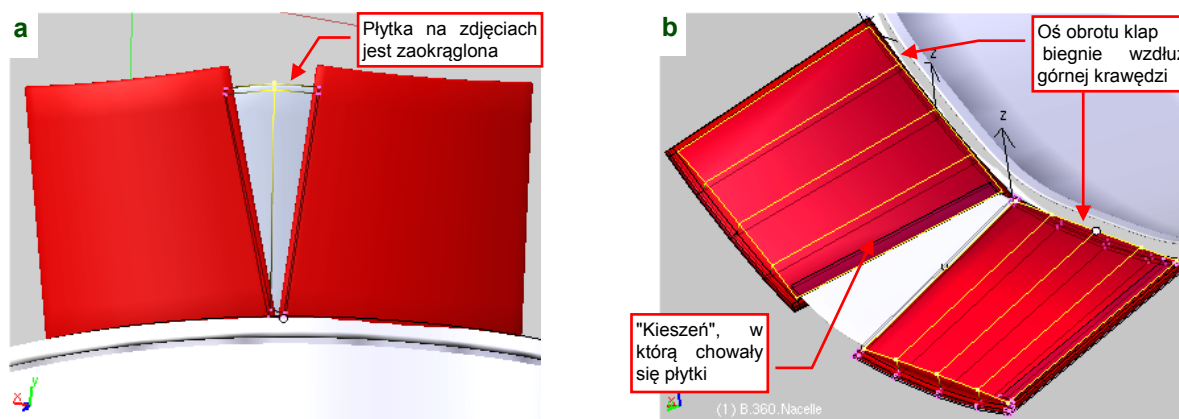 a
Płytka na zdjęciach
jest zaokrąglona
y
x
b
Oś obrotu klap
biegnie wzdłuż
górnej krawędzi
z
z
"Kieszeń", w
którą chowały
się płytki
x
(1) B.360.Nacelle